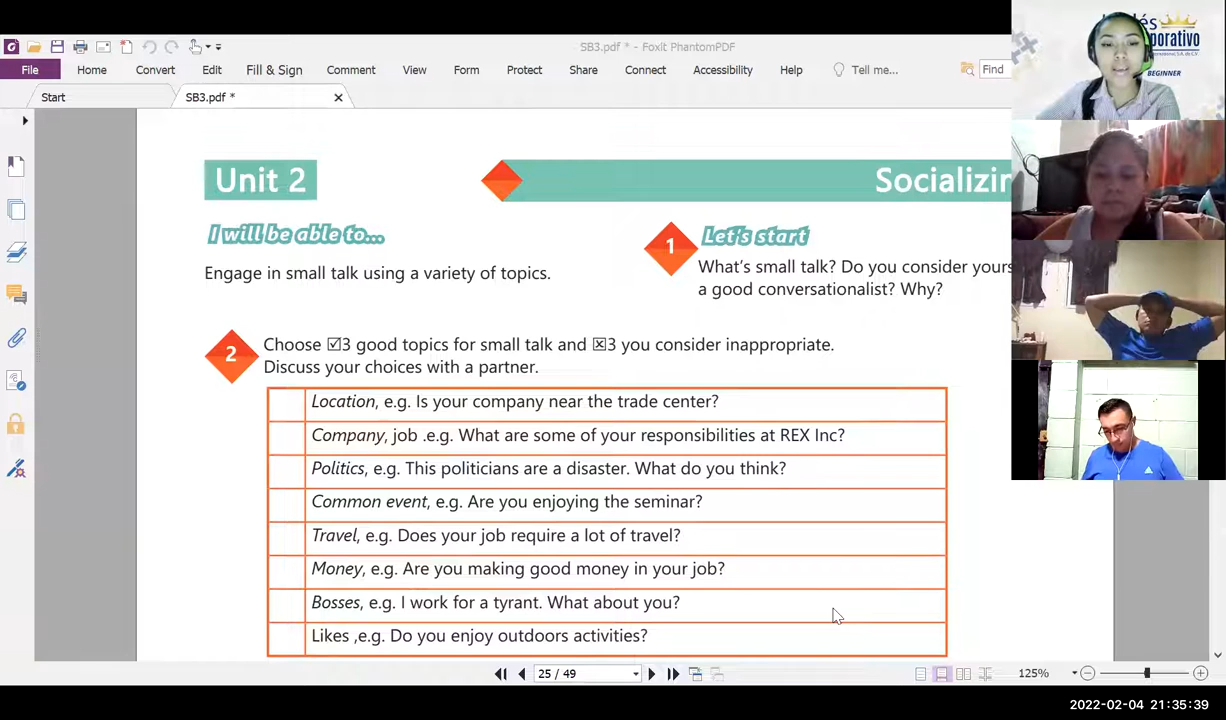 SB3.pdf * - Foxit PhantomPDF
File Home Convert Edit Fill & Sign Comment View Form Protect Share Connect Accessibility Help Tell me... Find
Start SB3.pdf *
BEGINNER
Unit 2
I will be able to...
Engage in small talk using a variety of topics.
1 Let's start
What's small talk? Do you consider
a good conversationalist? Why?
2 Choose ☑3 good topics for small talk and ☒3 you consider inappropriate.
Discuss your choices with a partner.
Location, e.g. Is your company near the trade center?
Company, job .e.g. What are some of your responsibilities at REX Inc?
Politics, e.g. This politicians are a disaster. What do you think?
Common event, e.g. Are you enjoying the seminar?
Travel, e.g. Does your job require a lot of travel?
Money, e.g. Are you making good money in your job?
Bosses, e.g. I work for a tyrant. What about you?
Likes ,e.g. Do you enjoy outdoors activities?
25 / 49
125%
2022-02-04 21:35:39